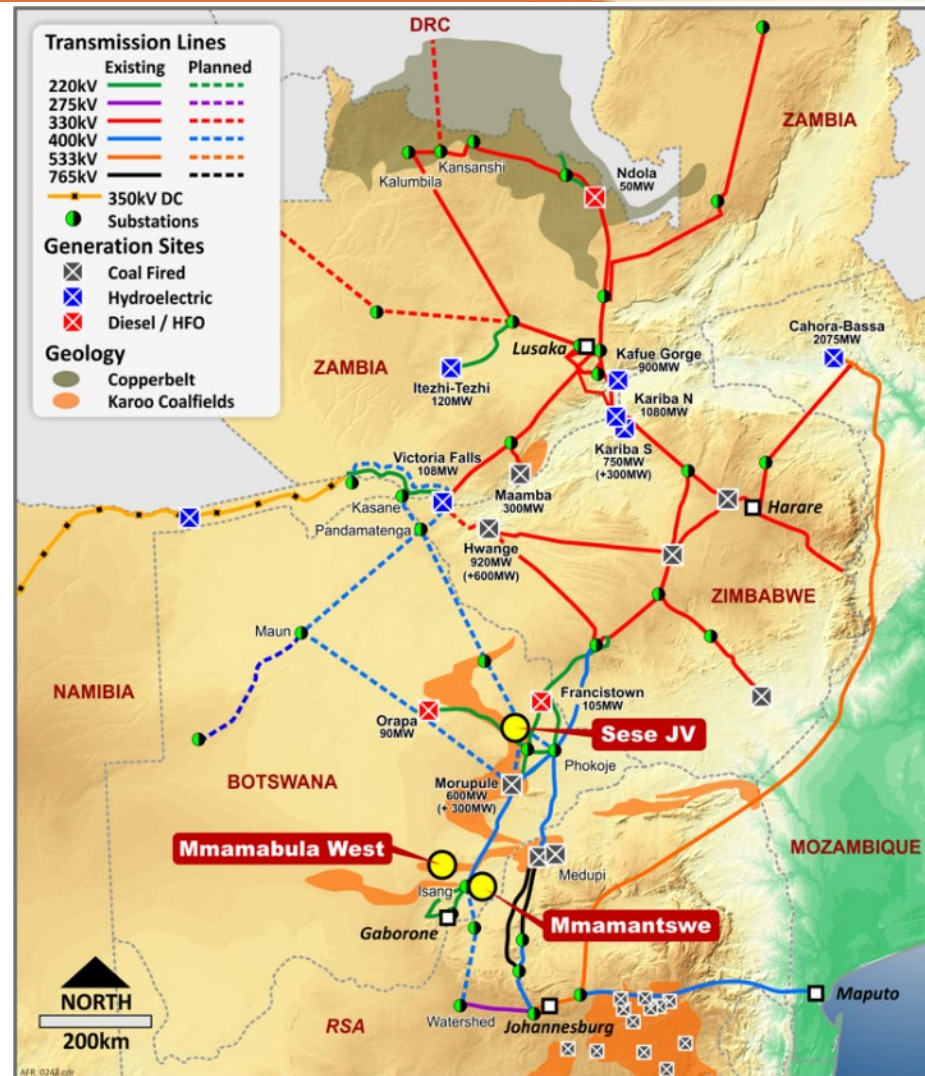 Transmission Lines
Existing Planned
220kV
275kV
330kV
400kV
533kV
765kV
350kV DC
Substations
Generation Sites
Coal Fired
Hydroelectric
Diesel / HFO
Geology
Copperbelt
Karoo Coalfields
DRC
ZAMBIA
Kansanshi
Kalumbila
Ndola
50MW
Cahora-Bassa
2075MW
Lusaka
Kafue Gorge
900MW
ZAMBIA
Itezhi-Tezhi
120MW
Kariba N
1080MW
Kariba S
750MW
(+300MW)
Victoria Falls
108MW
Maamba
300MW
Kasane
Harare
Pandamatenga
Hwange
920MW
(+600MW)
ZIMBABWE
Maun
NAMIBIA
Francistown
105MW
Orapa
90MW
Sese JV
Phokoje
BOTSWANA
Morupule
600MW
(+ 300MW)
Mmamabula West
MOZAMBIQUE
Medupi
Isang
Mmamantswe
Gaborone
NORTH
200km
Maputo
Watershed
RSA
Johannesburg
AFR_0243.cdr